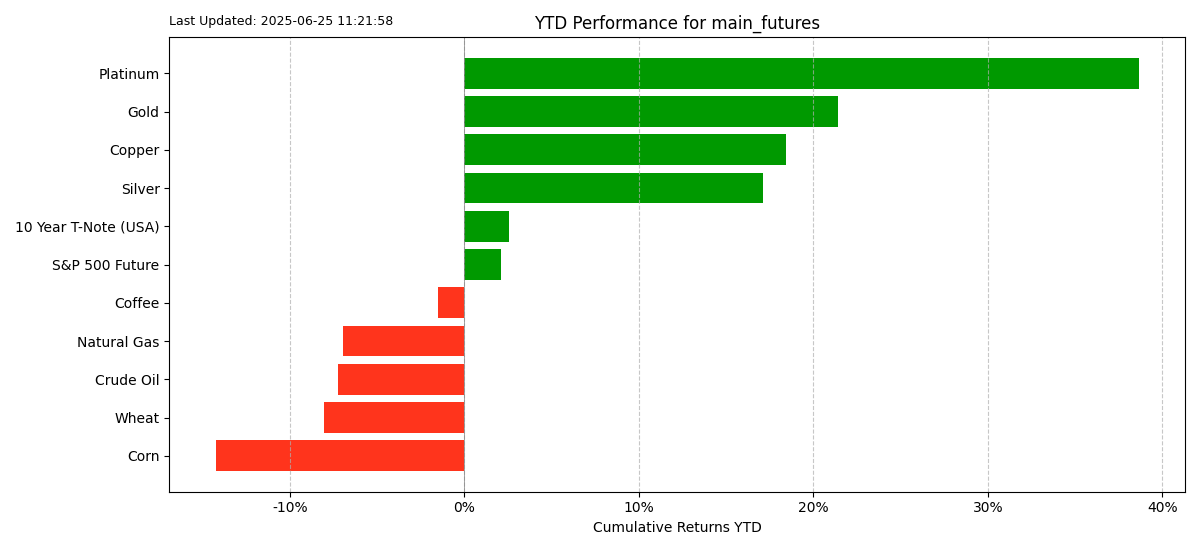 Last Updated: 2025-06-25 11:21:58
YTD Performance for main_futures
Platinum
Gold
Copper
Silver
10 Year T-Note (USA)
S&P 500 Future
Coffee
Natural Gas
Crude Oil
Wheat
Corn
-10% 0% 10% 20% 30% 40%
Cumulative Returns YTD